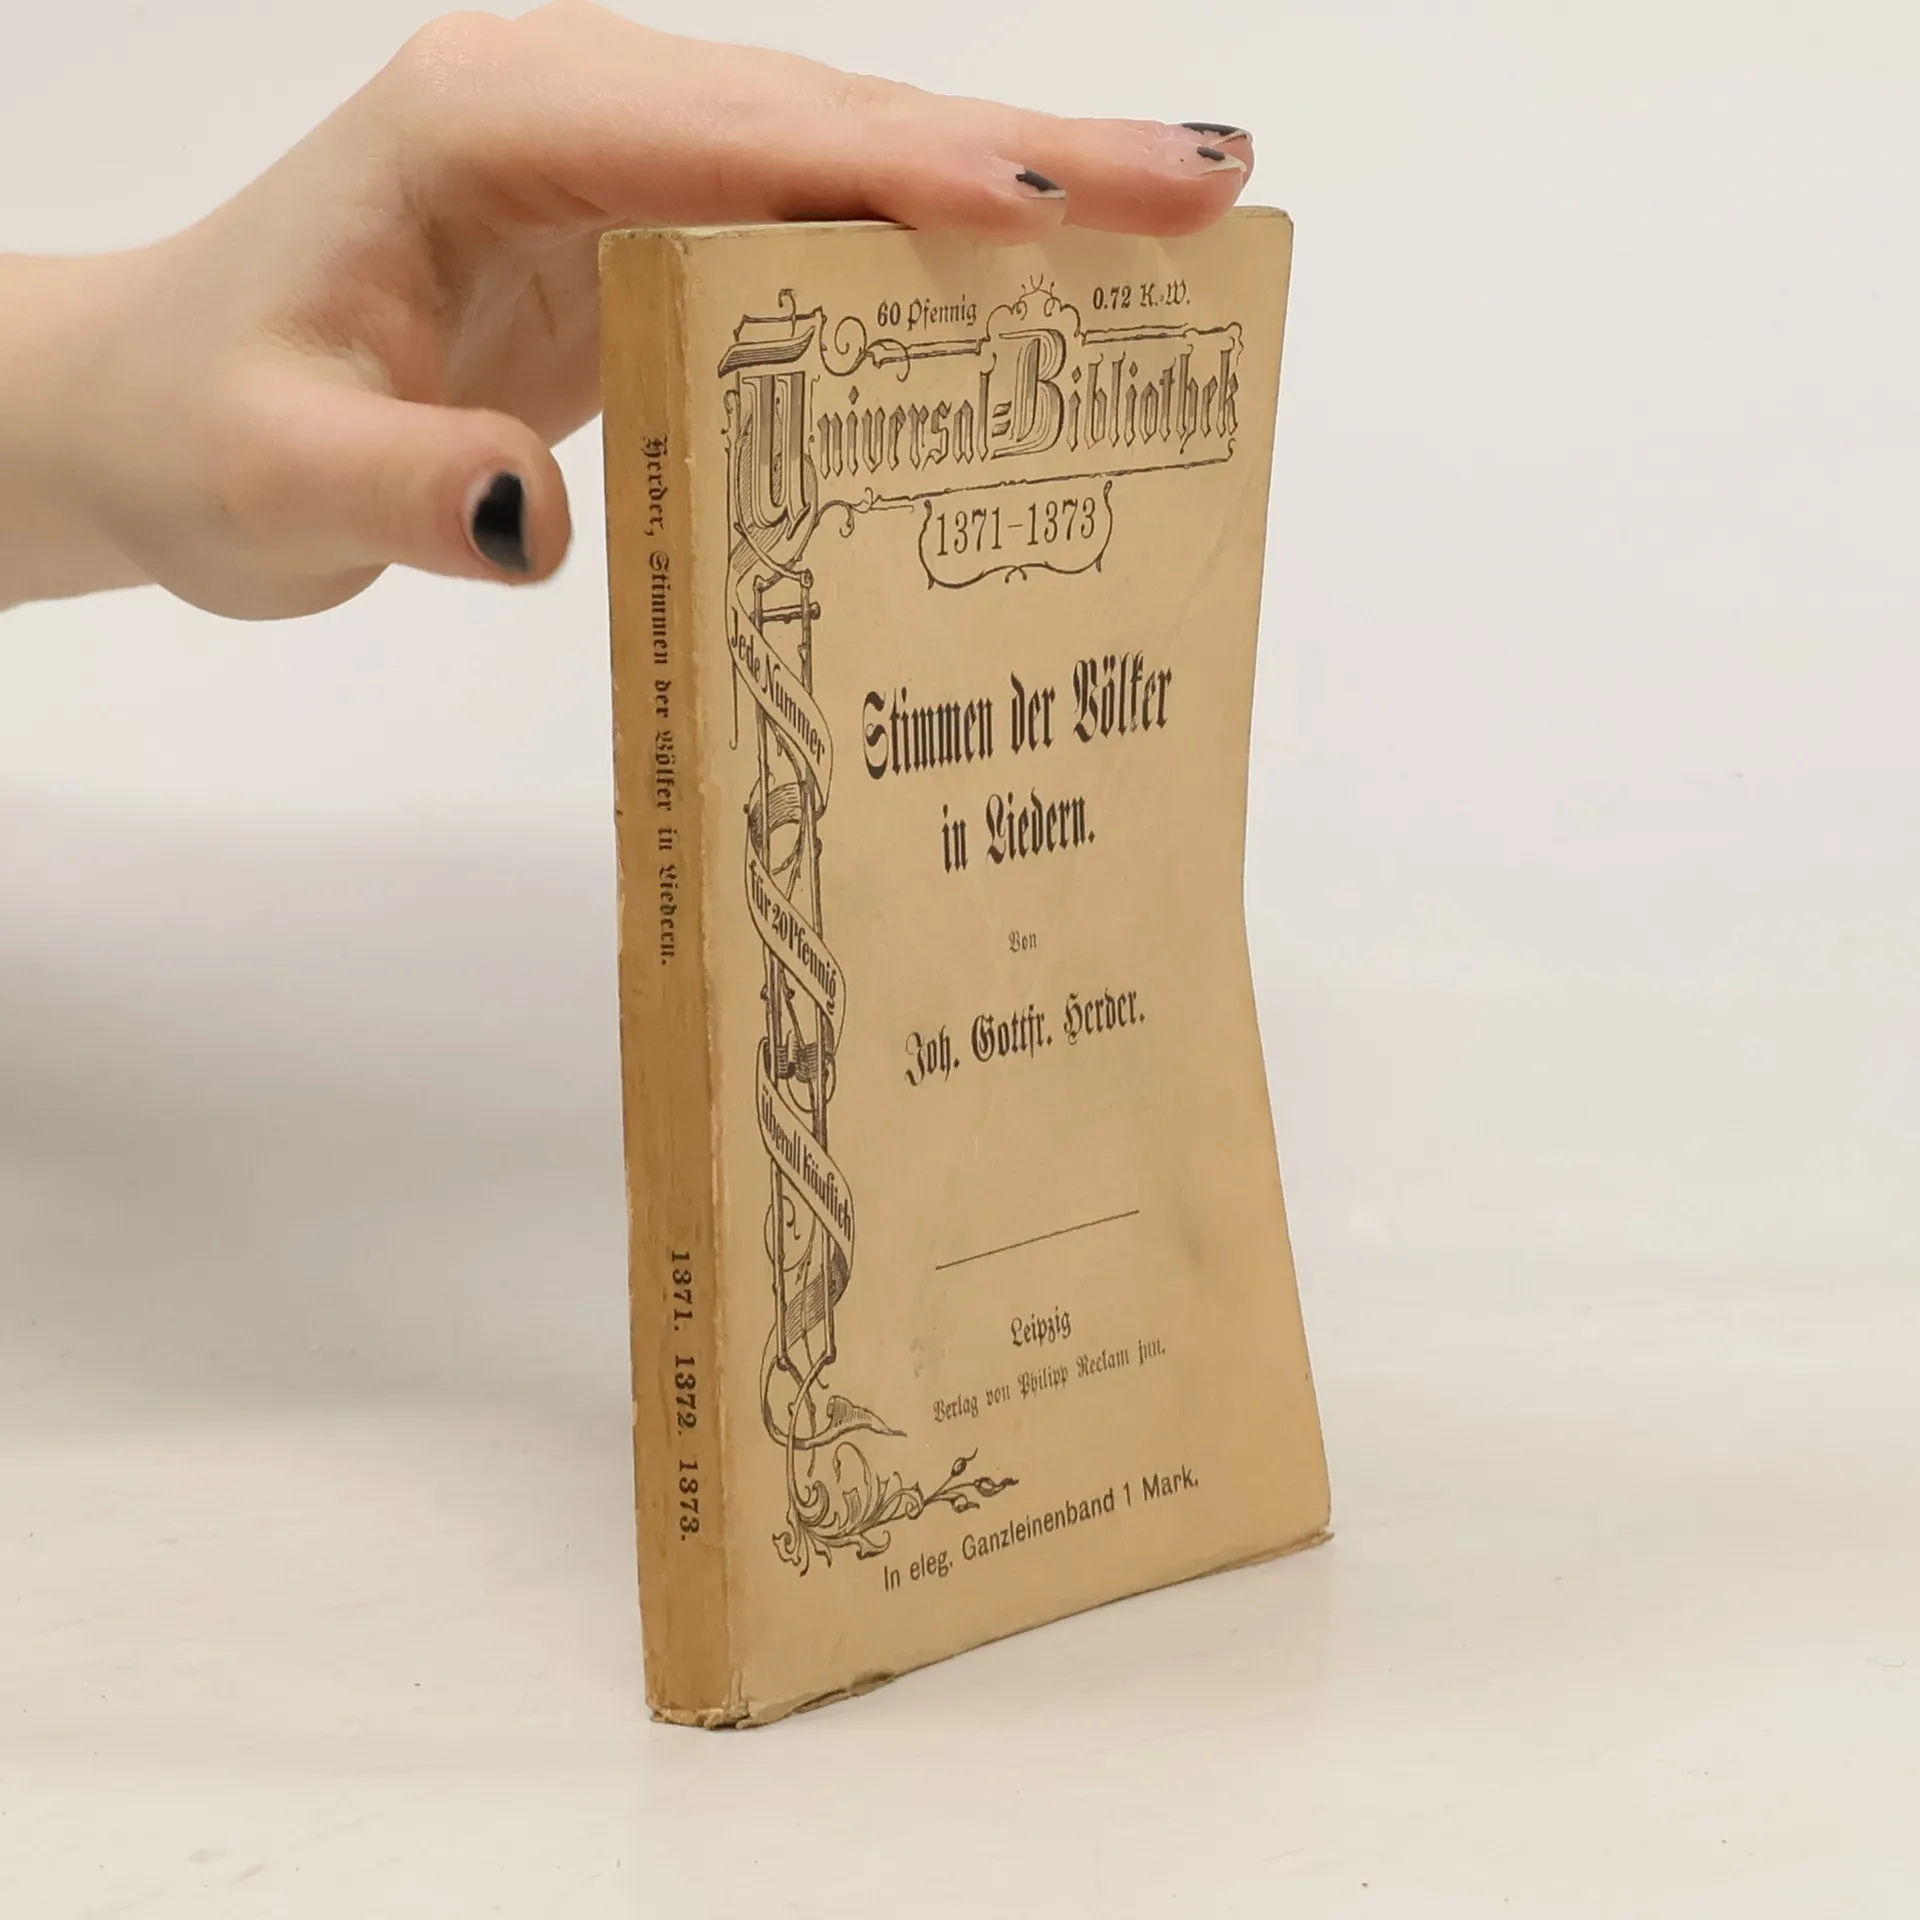 60 Pfennig 0.72 K.-W.
Universal-Bibliothek
1371-1373
Jede Nummer
für 20 Pfennig
überall käuflich
Stimmen der Völker
in Liedern.
Von
Joh. Gottfr. Herder.
Leipzig
Verlag von Philipp Reclam jun.
In eleg. Ganzleinenband 1 Mark.
Herder, Stimmen der Völker in Liedern.
1371. 1372. 1373.